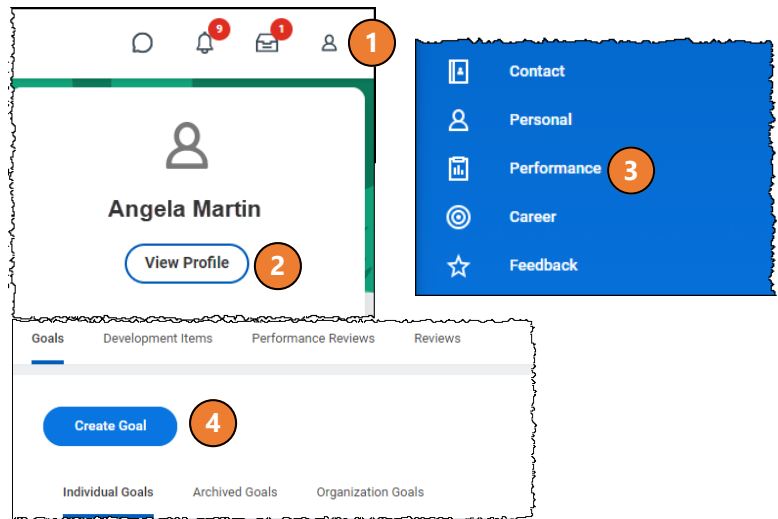 9 1 1
Angela Martin
View Profile 2
Contact
Personal
Performance 3
Career
Feedback
Goals Development Items Performance Reviews Reviews
Create Goal 4
Individual Goals Archived Goals Organization Goals